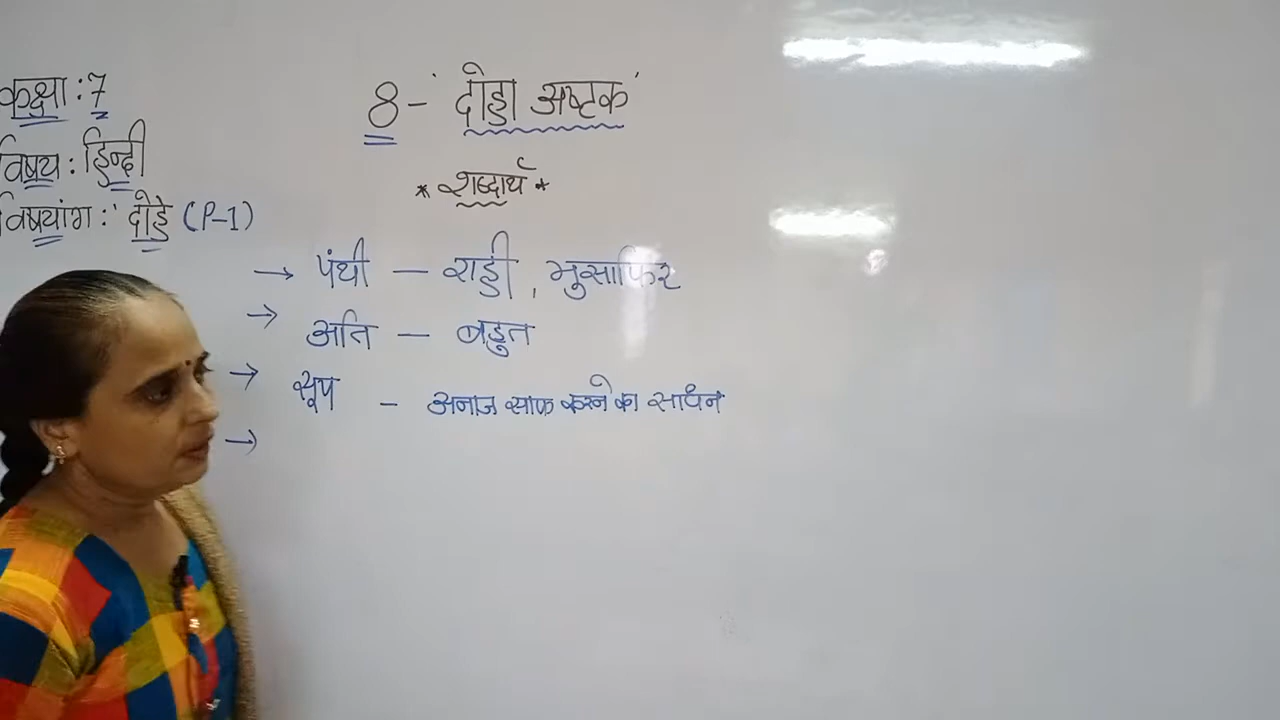 कक्षा : 7
विषय : हिन्दी
विषयांग : ' दोहे (P-1)
8 - ' दोहा अष्टक '
* शब्दार्थ *
→ पंथी — राही, मुसाफिर
→ अति — बहुत
→ सूप - अनाज साफ करने का साधन
→